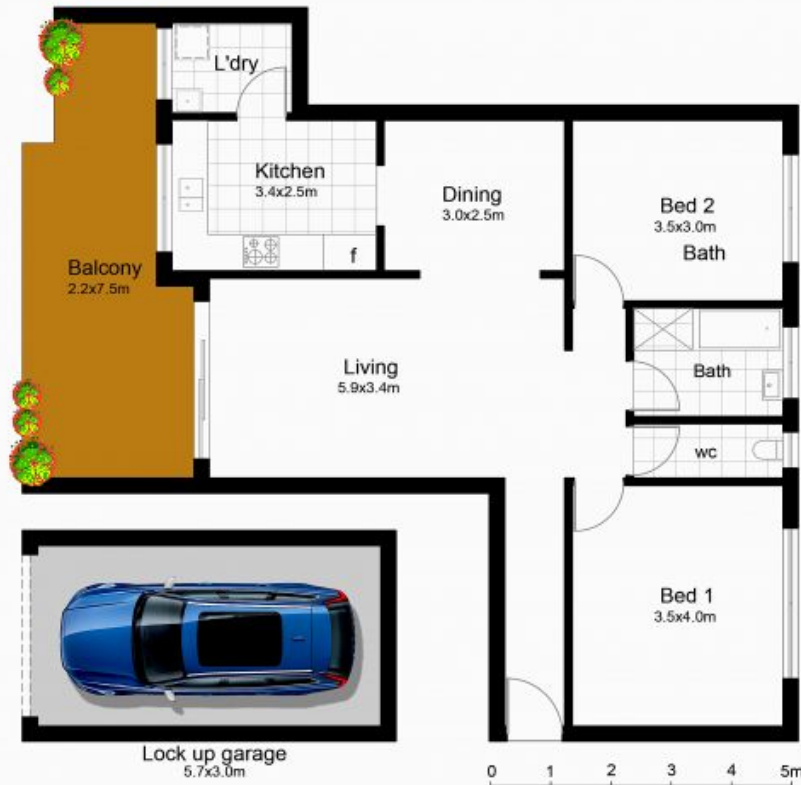 L'dry
Kitchen
3.4x2.5m
f
Dining
3.0x2.5m
Bed 2
3.5x3.0m
Bath
Balcony
2.2x7.5m
Living
5.9x3.4m
Bath
wc
Bed 1
3.5x4.0m
Lock up garage
5.7x3.0m
0 1 2 3 4 5m